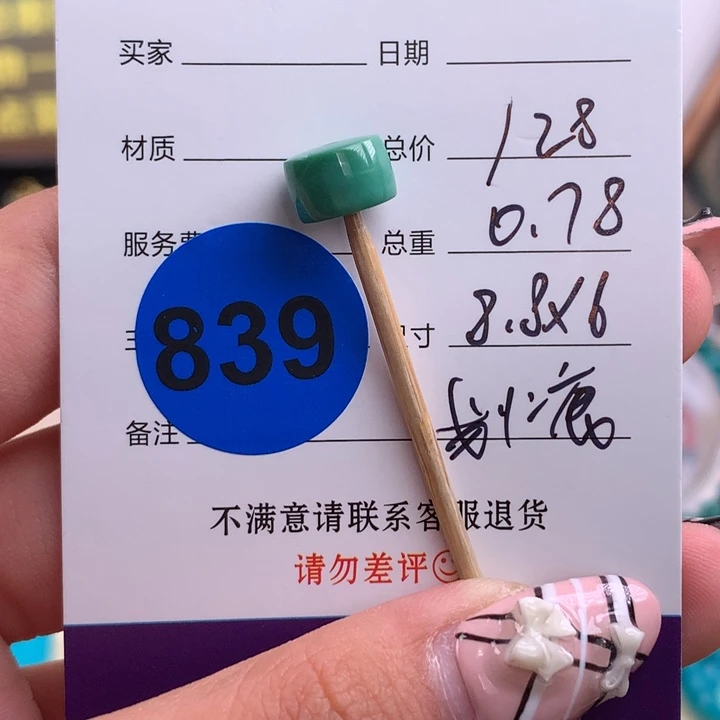 买家 日期
材质 总价 128
服务费 总重 0.78
839
寸 8.8x6
备注
不满意请联系客服退货
请勿差评